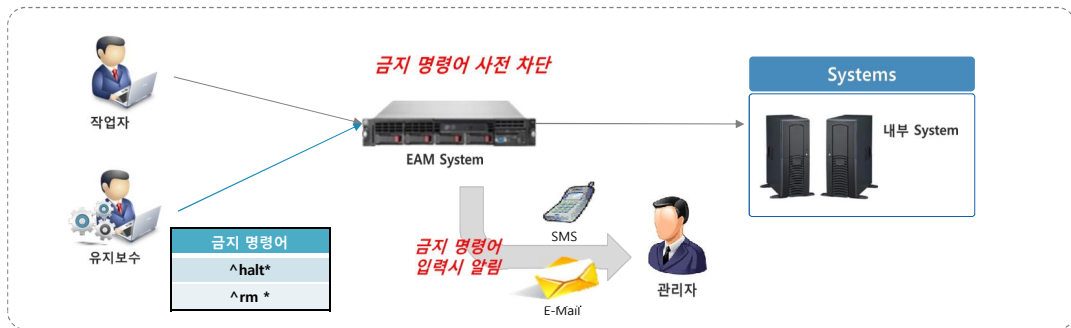 금지 명령어 사전 차단
Systems
작업자
내부 System
EAM System
유지보수
금지 명령어
^halt*
^rm *
SMS
금지 명령어
입력시 알림
E-Mail
관리자